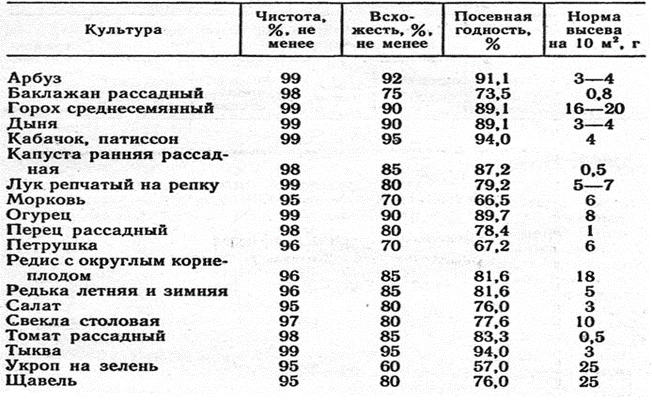 Культура Чистота, %, не менее Всхо- жесть, %, не менее Посевная годность, % Норма высева на 10 м², г
Арбуз 99 92 91,1 3—4
Баклажан рассадный 98 75 73,5 0,8
Горох среднесемянный 99 90 89,1 16—20
Дыня 99 90 89,1 3—4
Кабачок, патиссон 99 95 94,0 4
Капуста ранняя рассад-
ная 98 85 87,2 0,5
Лук репчатый на репку 99 80 79,2 5—7
Морковь 95 70 66,5 6
Огурец 99 90 89,7 8
Перец рассадный 98 80 78,4 1
Петрушка 96 70 67,2 6
Редис с округлым корне-
плодом 96 85 81,6 18
Редька летняя и зимняя 96 85 81,6 5
Салат 95 80 76,0 3
Свекла столовая 97 80 77,6 10
Томат рассадный 98 85 83,3 0,5
Тыква 99 95 94,0 3
Укроп на зелень 95 60 57,0 25
Щавель 95 80 76,0 25